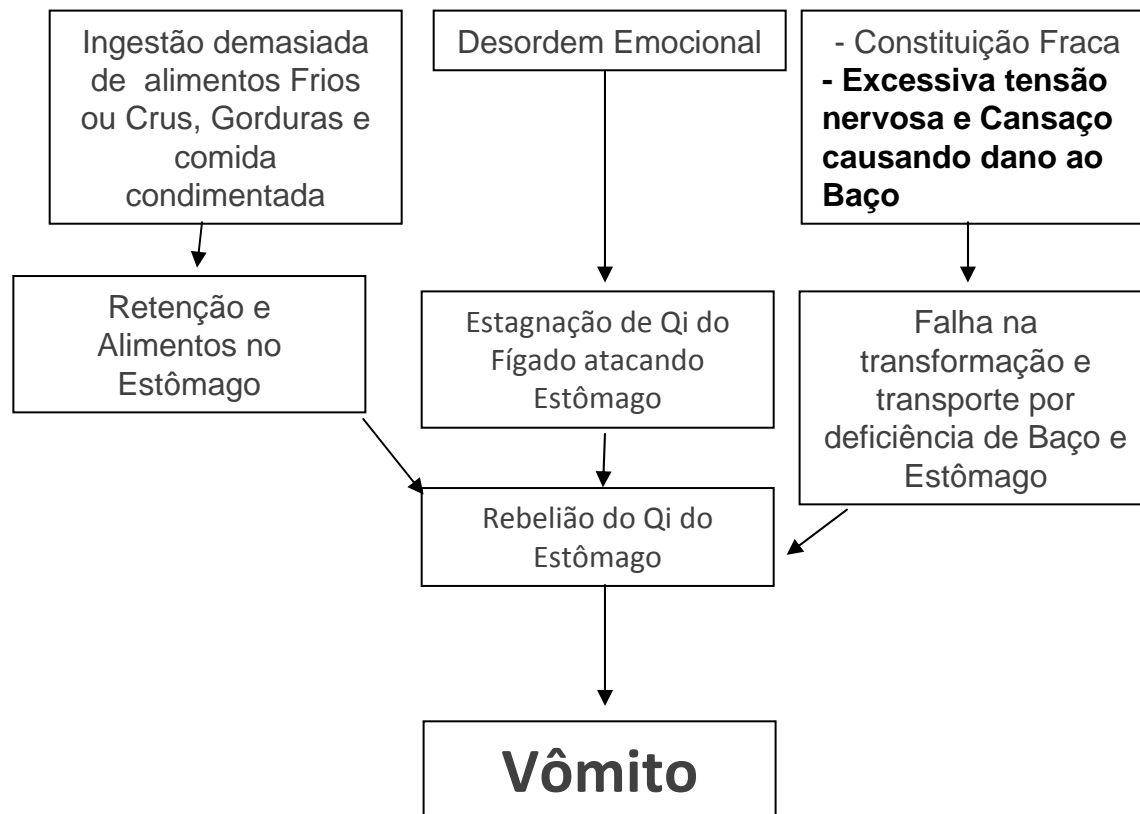 Ingestão demasiada
de alimentos Frios
ou Crus, Gorduras e
comida
condimentada
Desordem Emocional
- Constituição Fraca
- Excessiva tensão
nervosa e Cansaço
causando dano ao
Baço
Retenção e
Alimentos no
Estômago
Estagnação de Qi do
Fígado atacando
Estômago
Falha na
transformação e
transporte por
deficiência de Baço e
Estômago
Rebelião do Qi do
Estômago
Vômito